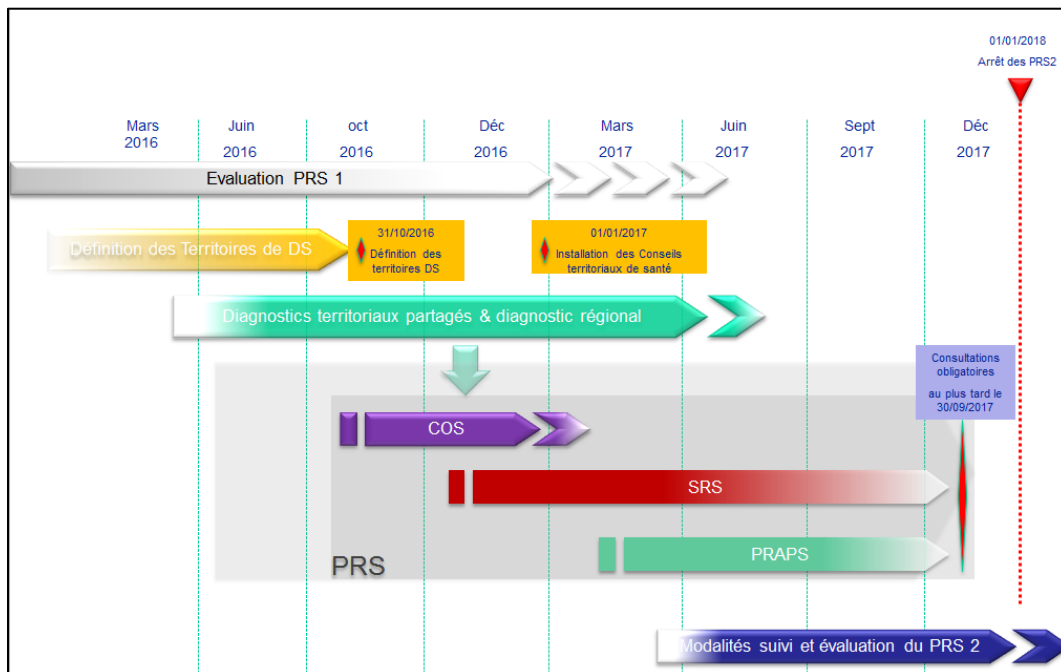 01/01/2018
Arrêt des PRS2
Mars
2016
Juin
2016
oct
2016
Déc
2016
Mars
2017
Juin
2017
Sept
2017
Déc
2017
Evaluation PRS 1
Définition des Territoires de DS
31/10/2016
Définition des
territoires DS
01/01/2017
Installation des Conseils
territoriaux de santé
Diagnostics territoriaux partagés & diagnostic régional
Consultations
obligatoires
au plus tard le
30/09/2017
COS
SRS
PRAPS
PRS
Modalités suivi et évaluation du PRS 2